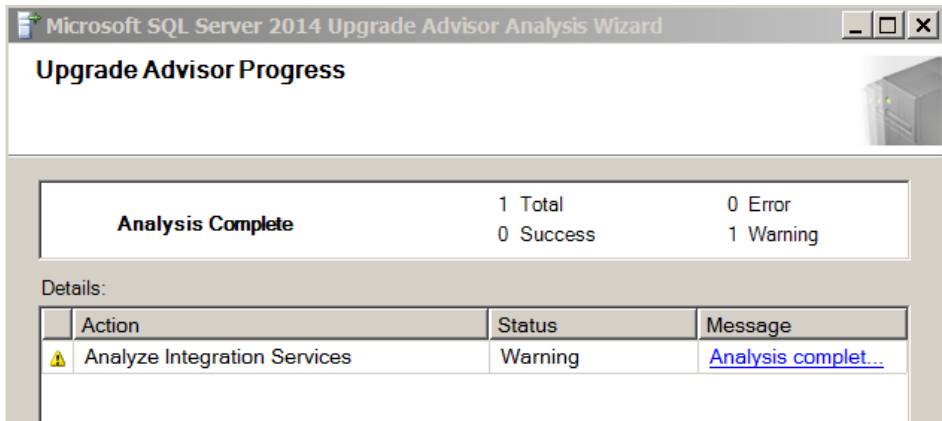 Microsoft SQL Server 2014 Upgrade Advisor Analysis Wizard
Upgrade Advisor Progress
Analysis Complete
1 Total
0 Error
0 Success
1 Warning
Details:
Action Status Message
Analyze Integration Services Warning Analysis complet...